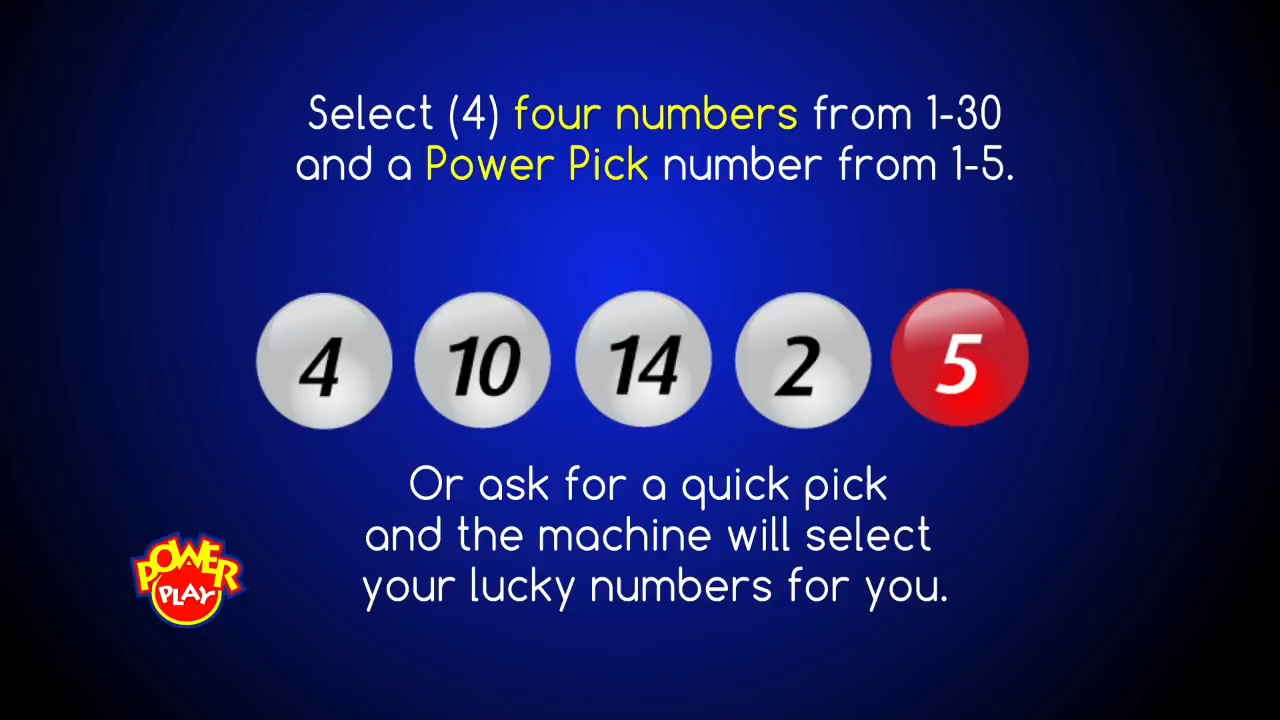 Select (4) four numbers from 1-30
and a Power Pick number from 1-5.
4 10 14 2 5
Or ask for a quick pick
and the machine will select
your lucky numbers for you.
POWER
PLAY